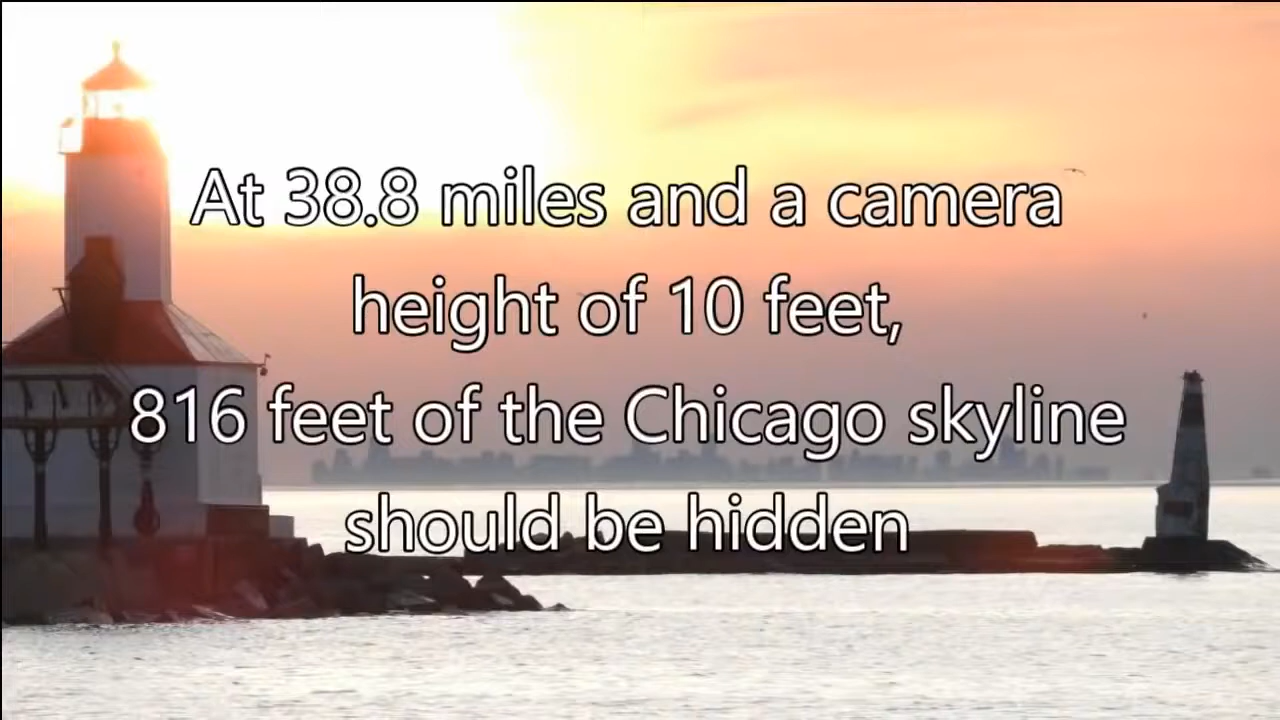 At 38.8 miles and a camera
height of 10 feet,
816 feet of the Chicago skyline
should be hidden